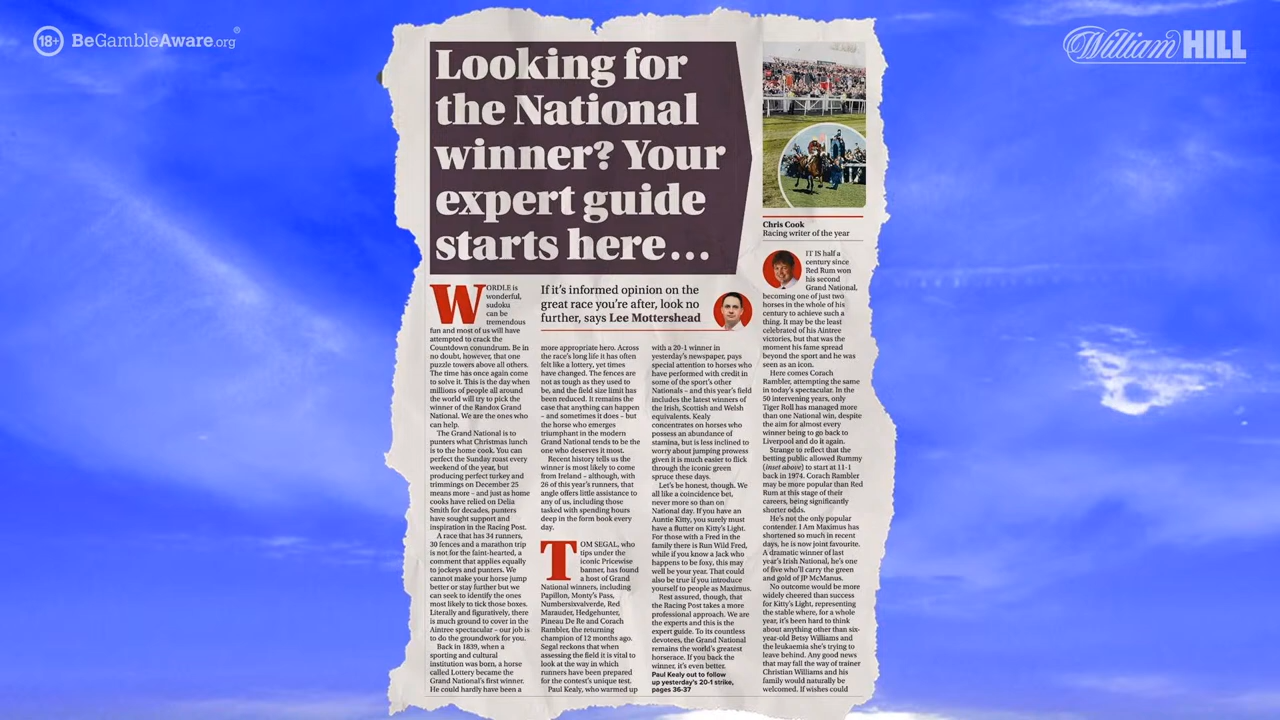 18+ BeGambleAware.org®
William HILL
Looking for
the National
winner? Your
expert guide
starts here...
WORDLE is
wonderful,
sudoku
can be
tremendous
fun and most of us will have
attempted to crack the
Countdown conundrum. Be in
no doubt, however, that one
puzzle towers above all others.
The time has once again come
to solve it. This is the day when
millions of people all around
the world will try to pick the
winner of the Randox Grand
National. We are the ones who
can help.
The Grand National is to
punters what Christmas lunch
is to the home cook. You can
perfect the Sunday roast every
weekend of the year, but
producing perfect turkey and
trimmings on December 25
means more – and just as home
cooks have relied on Delia
Smith for decades, punters
have sought support and
inspiration in the Racing Post.
A race that has 34 runners,
30 fences and a marathon trip
is not for the faint-hearted, a
comment that applies equally
to jockeys and punters. We
cannot make your horse jump
better or stay further but we
can seek to identify the ones
most likely to tick those boxes.
Literally and figuratively, there
is much ground to cover in the
Aintree spectacular – our job is
to do the groundwork for you.
Back in 1839, when a
sporting and cultural
institution was born, a horse
called Lottery became the
Grand National's first winner.
He could hardly have been a
If it's informed opinion on the
great race you're after, look no
further, says Lee Mottershead
more appropriate hero. Across
the race's long life it has often
felt like a lottery, yet times
have changed. The fences are
not as tough as they used to
be, and the field size limit has
been reduced. It remains the
case that anything can happen
– and sometimes it does – but
the horse who emerges
triumphant in the modern
Grand National tends to be the
one who deserves it most.
Recent history tells us the
winner is most likely to come
from Ireland – although, with
26 of this year's runners, that
angle offers little assistance to
any of us, including those
tasked with spending hours
deep in the form book every
day.
TOM SEGAL, who
tips under the
iconic Pricewise
banner, has found
a host of Grand
National winners, including
Papillon, Monty's Pass,
Numbersixvalverde, Red
Marauder, Hedgehunter,
Pineau De Re and Corach
Rambler, the returning
champion of 12 months ago.
Segal reckons that when
assessing the field it is vital to
look at the way in which
runners have been prepared
for the contest's unique test.
Paul Kealy, who warmed up
with a 20-1 winner in
yesterday's newspaper, pays
special attention to horses who
have performed with credit in
some of the sport's other
Nationals – and this year's field
includes the latest winners of
the Irish, Scottish and Welsh
equivalents. Kealy
concentrates on horses who
possess an abundance of
stamina, but is less inclined to
worry about jumping prowess
given it is much easier to flick
through the iconic green
spruce these days.
Let's be honest, though. We
all like a coincidence bet,
never more so than on
National day. If you have an
Auntie Kitty, you surely must
have a flutter on Kitty's Light.
For those with a Fred in the
family there is Run Wild Fred,
while if you know a Jack who
happens to be foxy, this may
well be your year. That could
also be true if you introduce
yourself to people as Maximus.
Rest assured, though, that
the Racing Post takes a more
professional approach. We are
the experts and this is the
expert guide. To its countless
devotees, the Grand National
remains the world's greatest
horserace. If you back the
winner, it's even better.
Paul Kealy out to follow
up yesterday's 20-1 strike,
pages 36-37
Chris Cook
Racing writer of the year
IT IS half a
century since
Red Rum won
his second
Grand National,
becoming one of just two
horses in the whole of his
century to achieve such a
thing. It may be the least
celebrated of his Aintree
victories, but that was the
moment his fame spread
beyond the sport and he was
seen as an icon.
Here comes Corach
Rambler, attempting the same
in today's spectacular. In the
50 intervening years, only
Tiger Roll has managed more
than one National win, despite
the aim for almost every
winner being to go back to
Liverpool and do it again.
Strange to reflect that the
betting public allowed Rummy
(inset above) to start at 11-1
back in 1974. Corach Rambler
may be more popular than Red
Rum at this stage of their
careers, being significantly
shorter odds.
He's not the only popular
contender. I Am Maximus has
shortened so much in recent
days, he is now joint favourite.
A dramatic winner of last
year's Irish National, he's one
of five who'll carry the green
and gold of JP McManus.
No outcome would be more
widely cheered than success
for Kitty's Light, representing
the stable where, for a whole
year, it's been hard to think
about anything other than six-
year-old Betsy Williams and
the leukaemia she's trying to
leave behind. Any good news
that may fall the way of trainer
Christian Williams and his
family would naturally be
welcomed. If wishes could